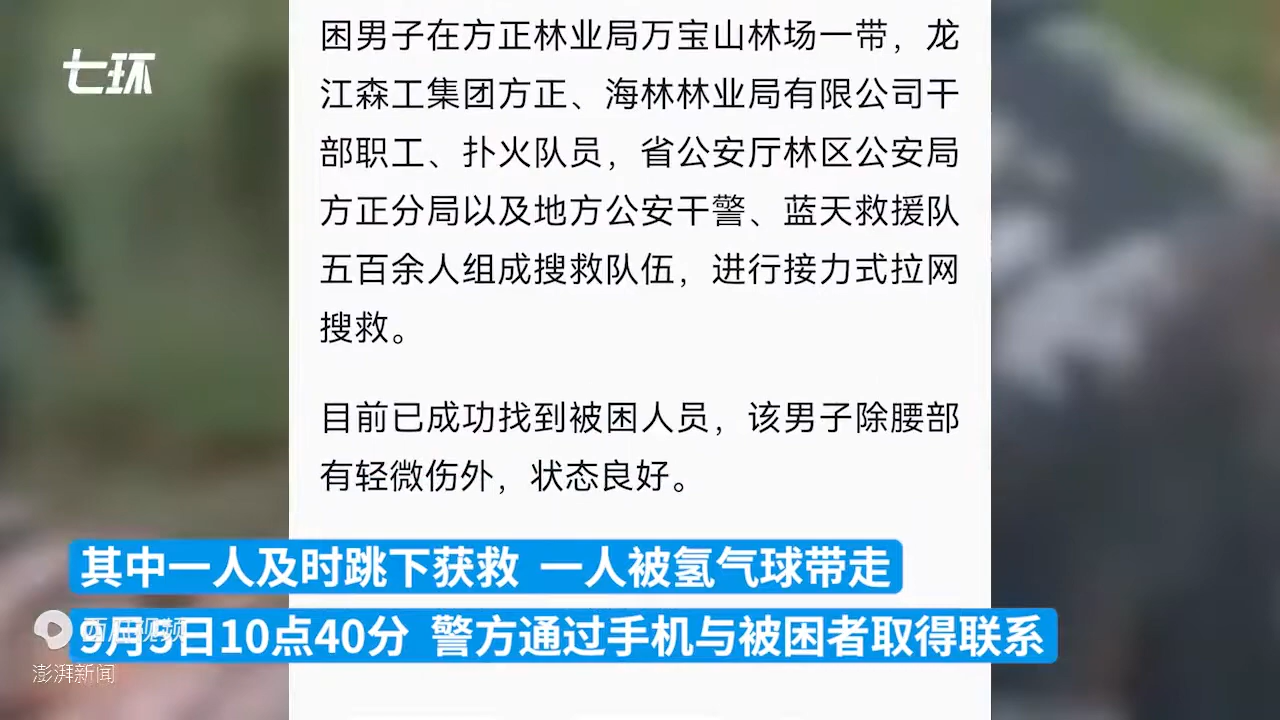 七环
困男子在方正林业局万宝山林场一带，龙
江森工集团方正、海林林业局有限公司干
部职工、扑火队员，省公安厅林区公安局
方正分局以及地方公安干警、蓝天救援队
五百余人组成搜救队伍，进行接力式拉网
搜救。
目前已成功找到被困人员，该男子除腰部
有轻微伤外，状态良好。
其中一人及时跳下获救 一人被氢气球带走
9月9日10点40分 警方通过手机与被困者取得联系
澎湃新闻